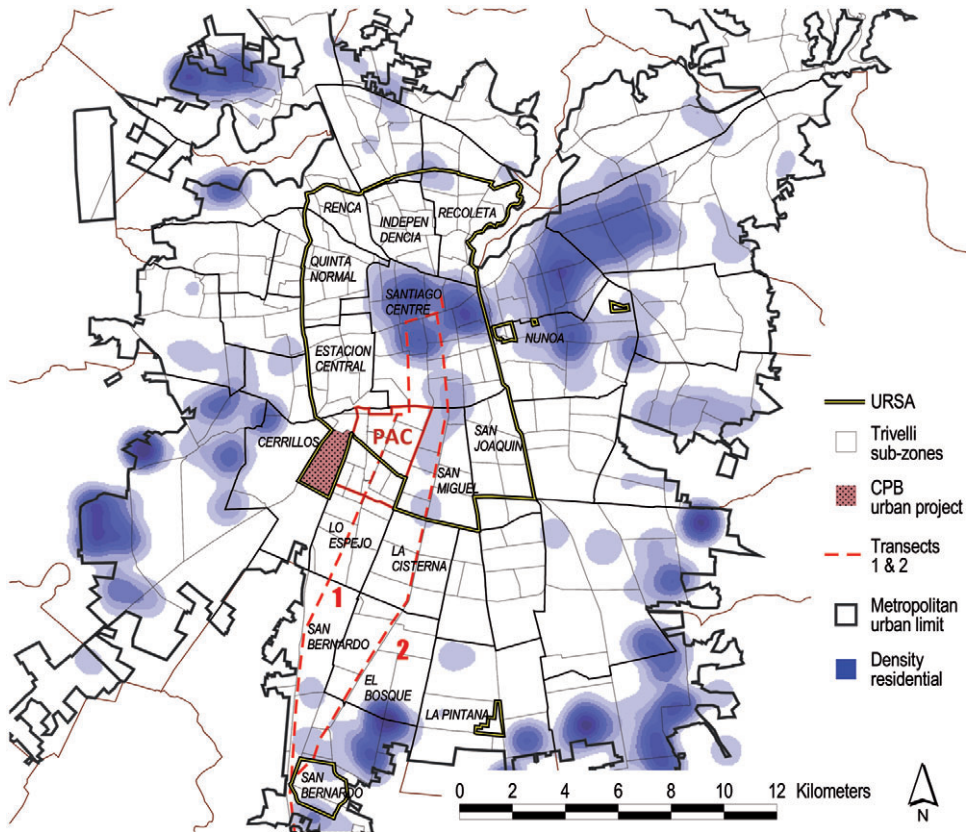 RENCA
INDEPEN
DENCIA
RECOLETA
QUINTA
NORMAL
SANTIAGO
CENTRE
NUNOA
ESTACION
CENTRAL
PAC
CERRILLOS
SAN
JOAQUIN
SAN
MIGUEL
LO
ESPEJO
LA
CISTERNA
1
SAN
BERNARDO
2
EL
BOSQUE
LA PINTANA
SAN
BERNARDO
URSA
Trivelli
sub-zones
CPB
urban project
Transects
1 & 2
Metropolitan
urban limit
Density
residential
0 2 4 6 8 10 12 Kilometers
N